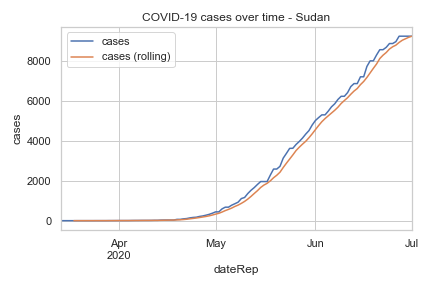 COVID-19 cases over time - Sudan
cases
cases (rolling)
8000
6000
4000
2000
0
cases
Apr
2020
May
Jun
Jul
dateRep